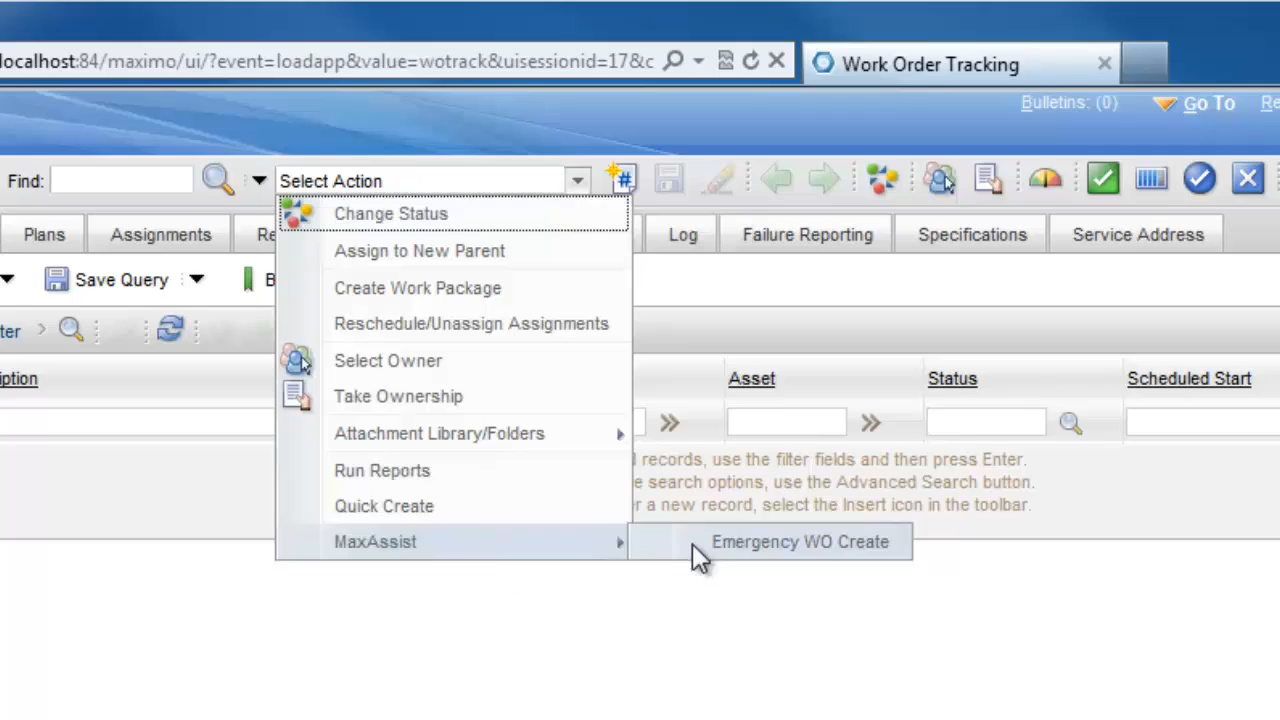 localhost:84/maximo/ui/?event=loadapp&value=wotrack&uisessionid=17&c
Work Order Tracking
Bulletins: (0)
Go To
Find:
Select Action
#
Plans
Assignments
Log
Failure Reporting
Specifications
Service Address
Change Status
Assign to New Parent
Create Work Package
Reschedule/Unassign Assignments
Select Owner
Take Ownership
Attachment Library/Folders
Run Reports
Quick Create
MaxAssist
Emergency WO Create
Save Query
Asset
Status
Scheduled Start
records, use the filter fields and then press Enter.
search options, use the Advanced Search button.
a new record, select the Insert icon in the toolbar.